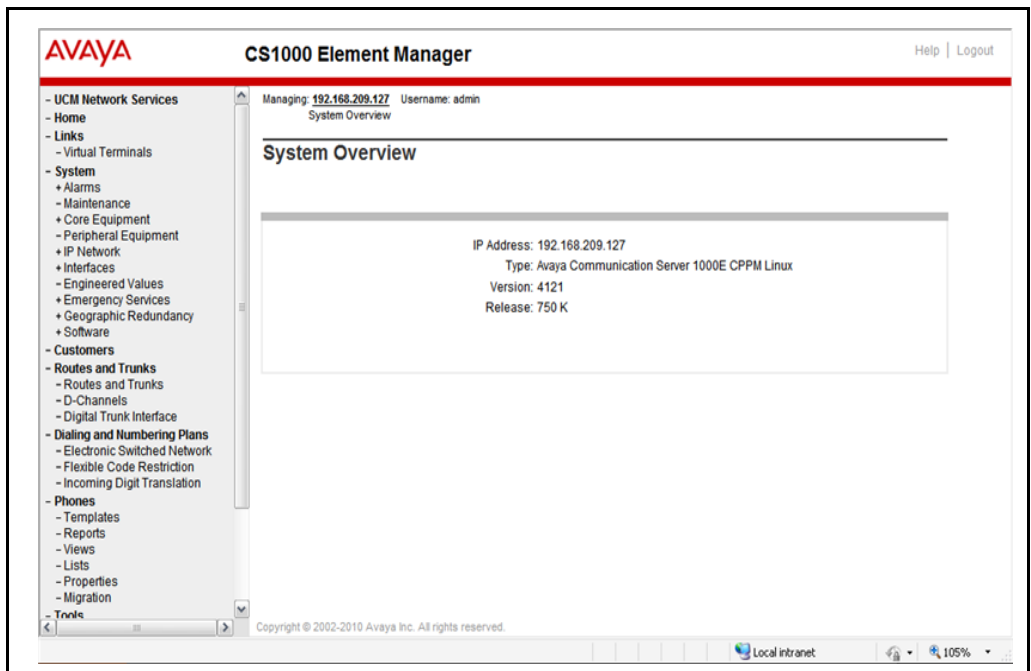 AVAYA
CS1000 Element Manager
Help | Logout
- UCM Network Services
- Home
- Links
- Virtual Terminals
- System
+ Alarms
- Maintenance
+ Core Equipment
- Peripheral Equipment
+ IP Network
+ Interfaces
- Engineered Values
+ Emergency Services
+ Geographic Redundancy
+ Software
- Customers
- Routes and Trunks
- Routes and Trunks
- D-Channels
- Digital Trunk Interface
- Dialing and Numbering Plans
- Electronic Switched Network
- Flexible Code Restriction
- Incoming Digit Translation
- Phones
- Templates
- Reports
- Views
- Lists
- Properties
- Migration
- Tools
Managing: 192.168.209.127 Username: admin
System Overview
System Overview
IP Address: 192.168.209.127
Type: Avaya Communication Server 1000E CPPM Linux
Version: 4121
Release: 750 K
Copyright © 2002-2010 Avaya Inc. All rights reserved.
Local intranet
105%